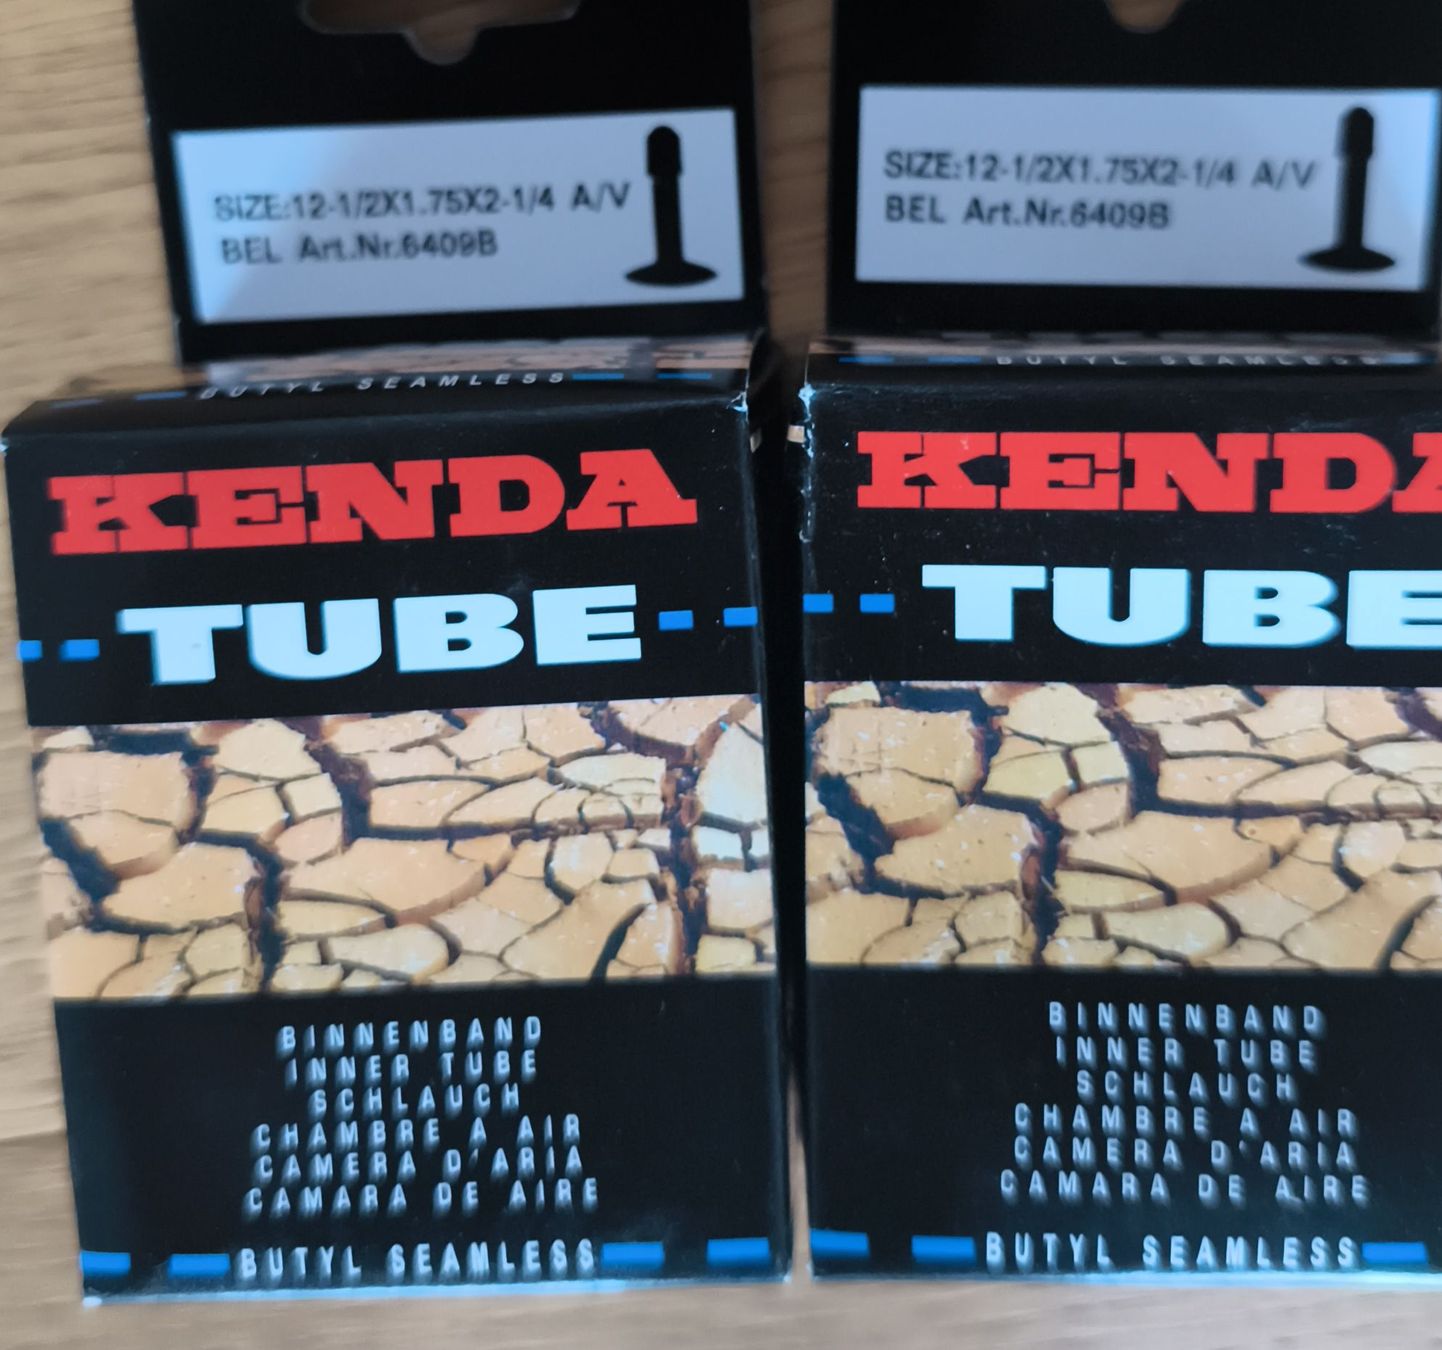 SIZE:12-1/2X1.75X2-1/4 A/V
BEL Art.Nr.6409B
BUTYL SEAMLESS
KENDA
TUBE
BINNENBAND
INNER TUBE
SCHLAUCH
CHAMBRE A AIR
CAMERA D'ARIA
CAMARA DE AIRE
BUTYL SEAMLESS
SIZE:12-1/2X1.75X2-1/4 A/V
BEL Art.Nr.6409B
BUTYL SEAMLESS
KENDA
TUBE
BINNENBAND
INNER TUBE
SCHLAUCH
CHAMBRE A AIR
CAMERA D'ARIA
CAMARA DE AIRE
BUTYL SEAMLESS